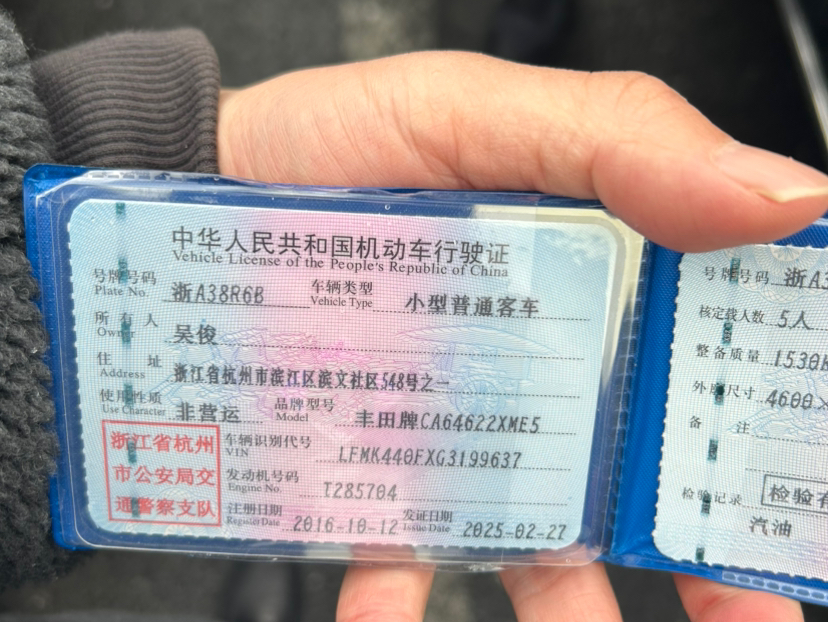 中华人民共和国机动车行驶证
Vehicle License of the People's Republic of China
号牌号码 浙A38R6B 车辆类型 小型普通客车
Plate No. Vehicle Type
所有人 吴俊
Owner
住址 浙江省杭州市滨江区滨文社区548号之一
Address
使用性质 非营运 品牌型号 丰田牌CA64622XME5
Use Character Model
浙江省杭州
市公安局交
通警察支队
车辆识别代号 LFMK440FXG3199637
VIN
发动机号码 T285704
Engine No.
注册日期 2016-10-12 发证日期 2025-02-27
Register Date Issue Date
号牌号码 浙A3
核定载人数 5人
整备质量 1530
外廓尺寸 4600×
备注
检验记录 检验
汽油